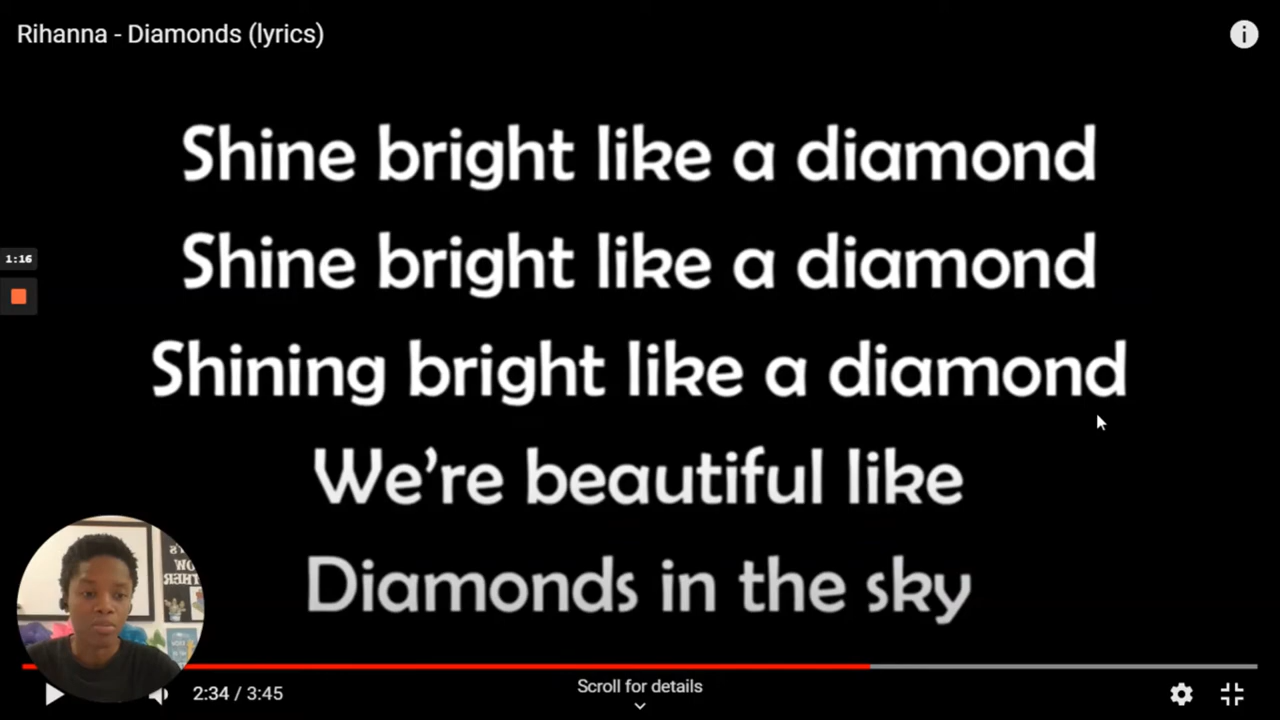 Rihanna - Diamonds (lyrics)
Shine bright like a diamond
Shine bright like a diamond
1:16
Shining bright like a diamond
We're beautiful like
Diamonds in the sky
2:34 / 3:45
Scroll for details